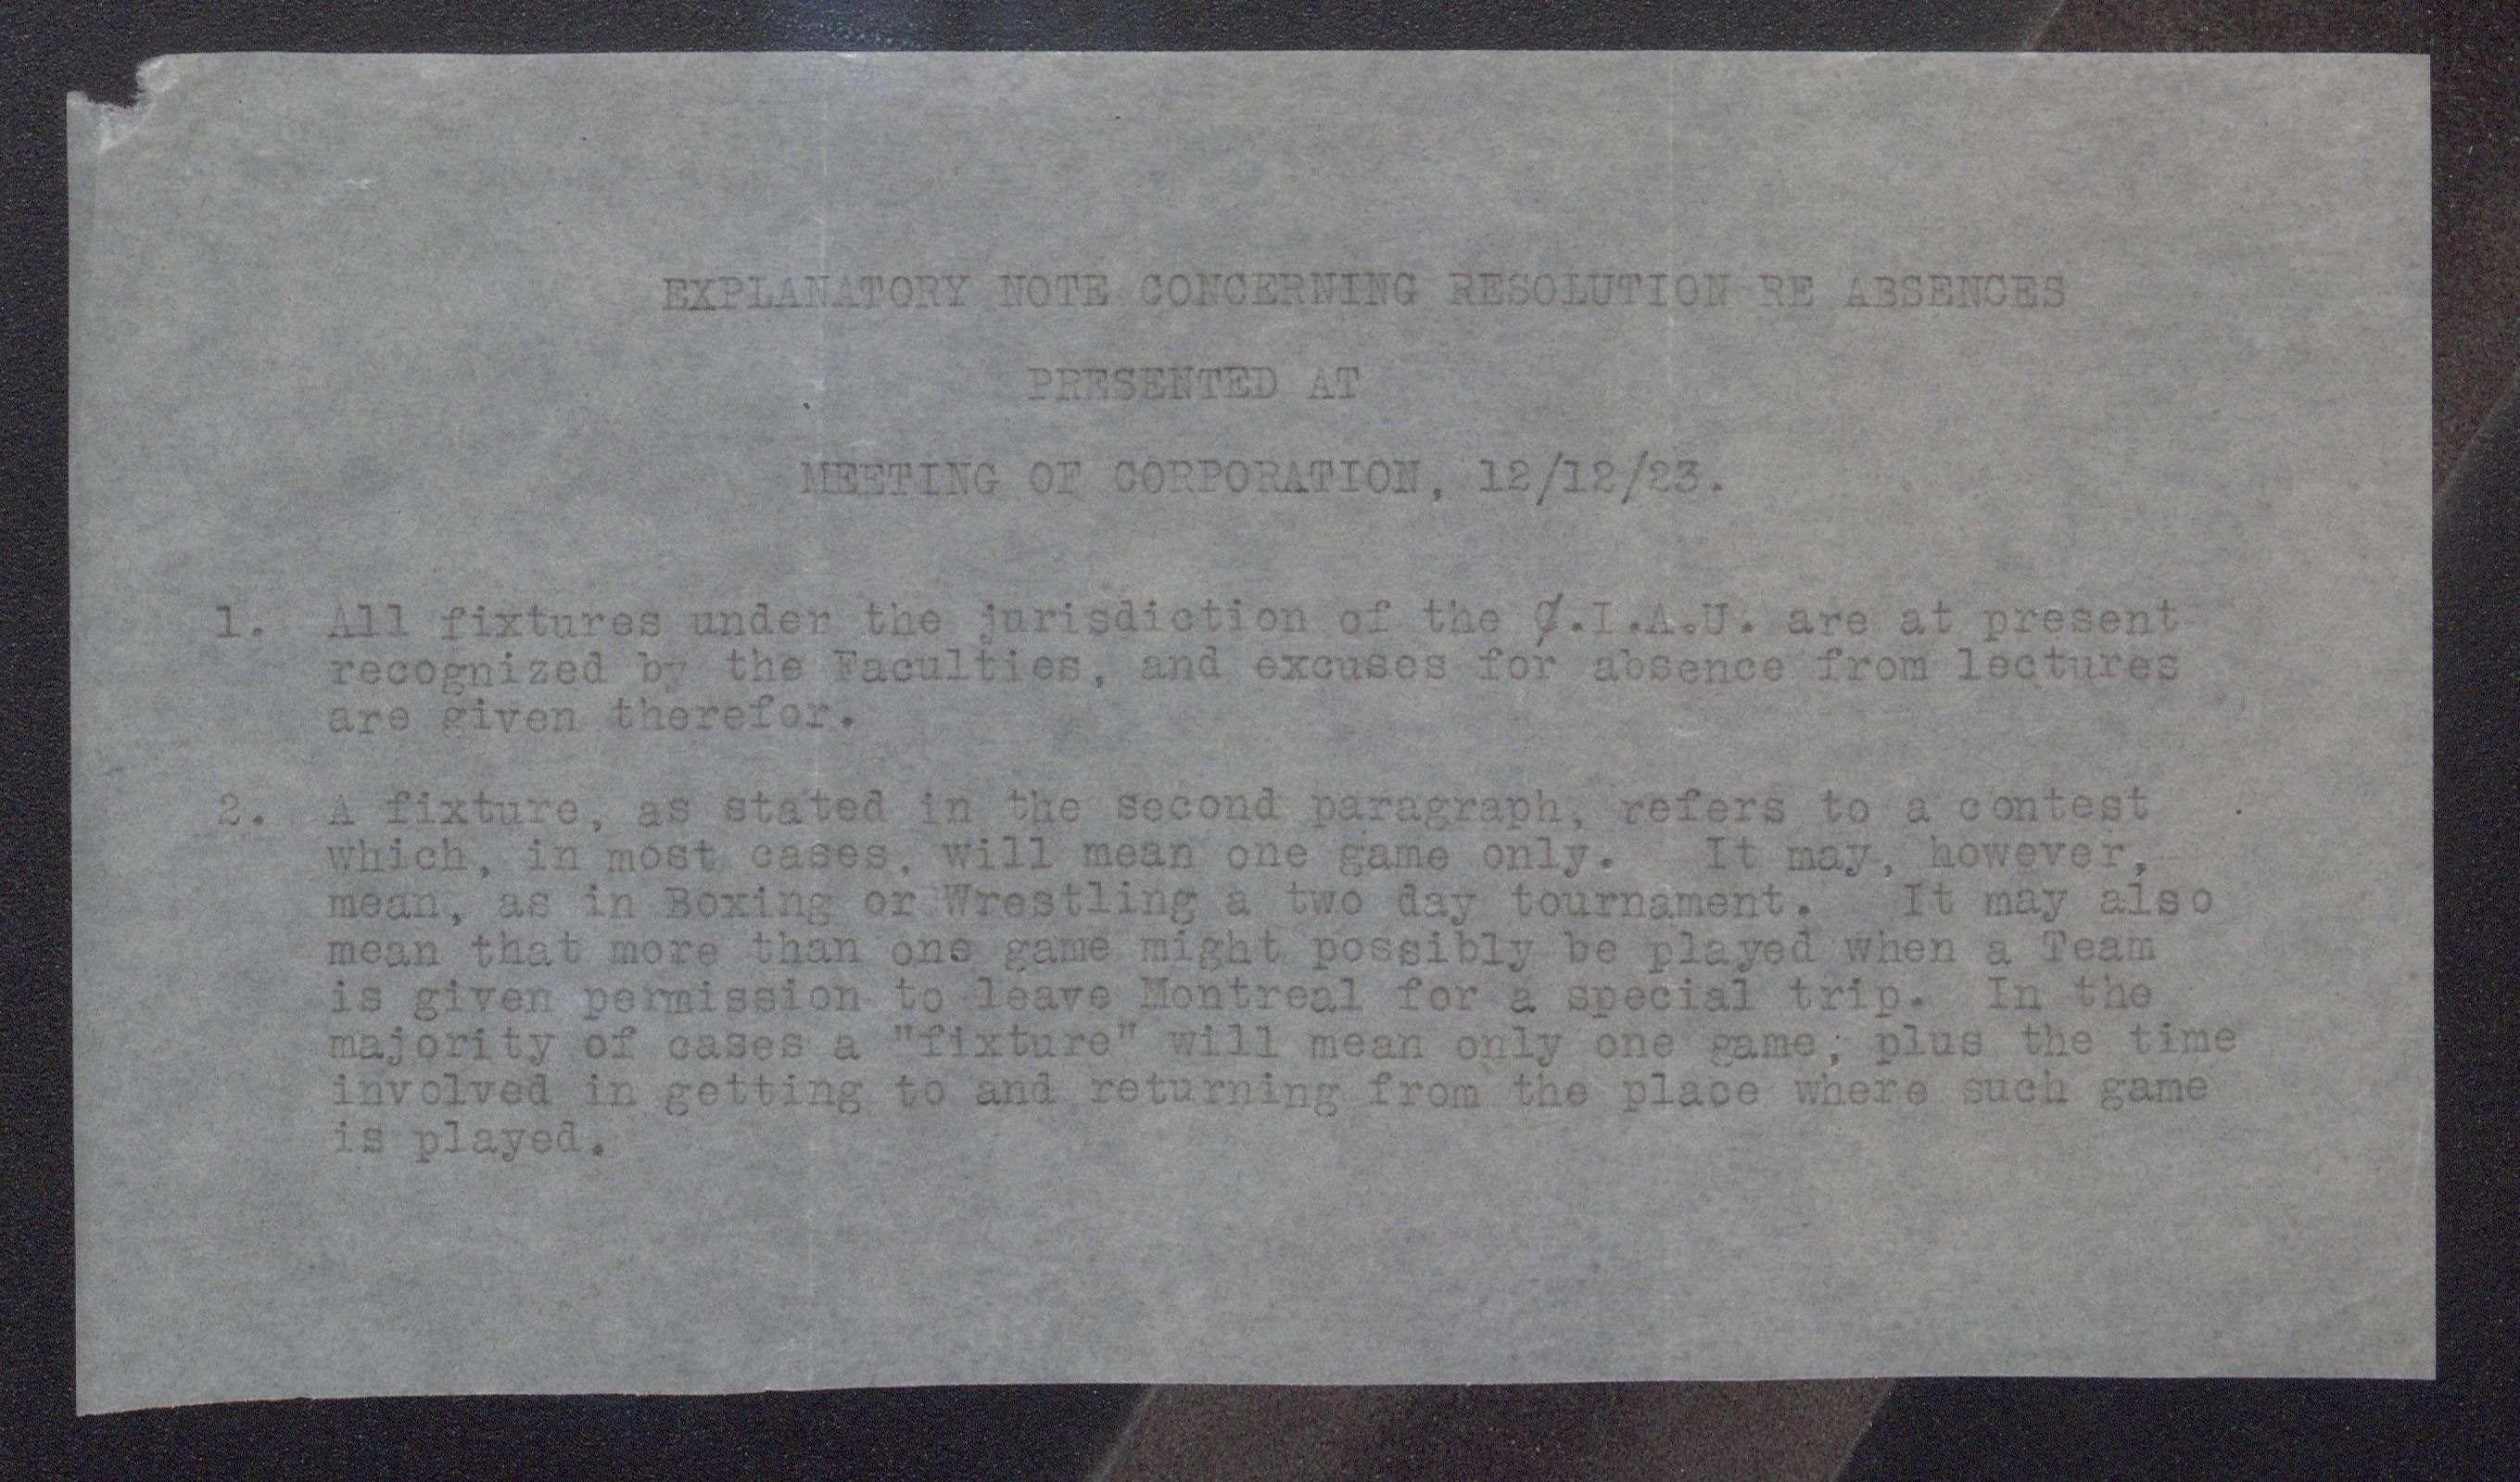 EXPLANATORY NOTE CONCERNING RESOLUTION RE ABSENCES
PRESENTED AT
MEETING OF CORPORATION, 12/12/23.
1. All fixtures under the jurisdiction of the C.I.A.U. are at present
recognized by the Faculties, and excuses for absence from lectures
are given therefor.
2. A fixture, as stated in the second paragraph, refers to a contest
which, in most cases, will mean one game only. It may, however,
mean, as in Boxing or Wrestling a two day tournament. It may also
mean that more than one game might possibly be played when a Team
is given permission to leave Montreal for a special trip. In the
majority of cases a "fixture" will mean only one game, plus the time
involved in getting to and returning from the place where such game
is played.